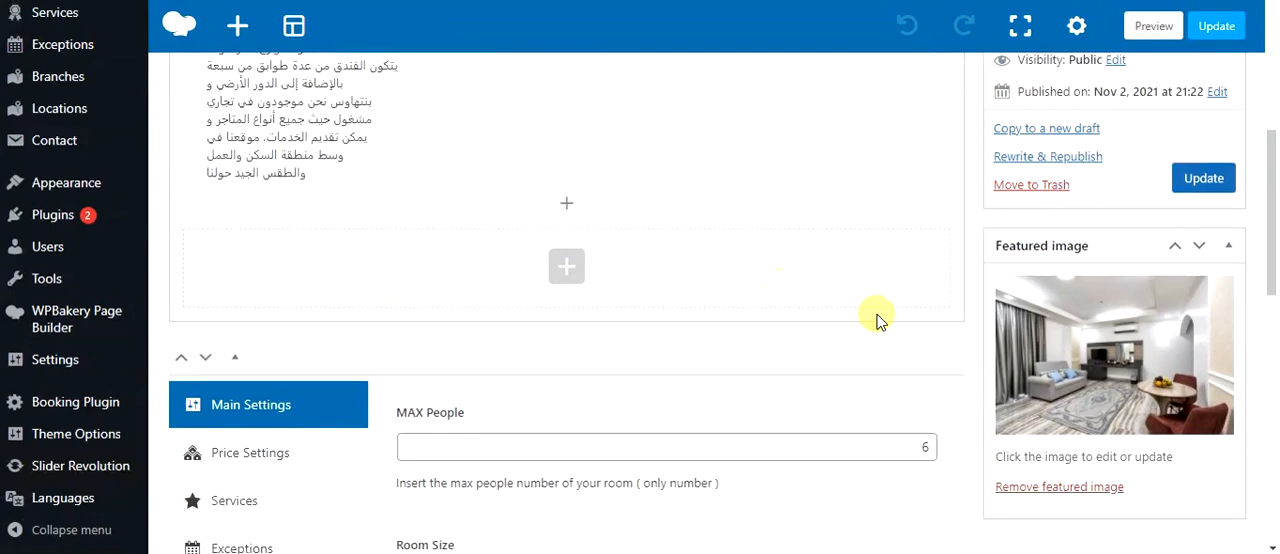 Services
Exceptions
Branches
Locations
Contact
Appearance
Plugins 2
Users
Tools
WPBakery Page
Builder
Settings
Booking Plugin
Theme Options
Slider Revolution
Languages
Collapse menu
Preview
Update
يتكون الفندق من عدة طوابق من سبعة
بالإضافة إلى الدور الأرضي و
بنتهاوس نحن موجودون في تجاري
مشغول حيث جميع أنواع المتاجر و
يمكن تقديم الخدمات. موقعنا في
وسط منطقة السكن والعمل
والطقس الجيد حولنا
Main Settings
Price Settings
Services
Exceptions
MAX People
6
Insert the max people number of your room ( only number )
Room Size
Visibility: Public Edit
Published on: Nov 2, 2021 at 21:22 Edit
Copy to a new draft
Rewrite & Republish
Move to Trash
Update
Featured image
Click the image to edit or update
Remove featured image